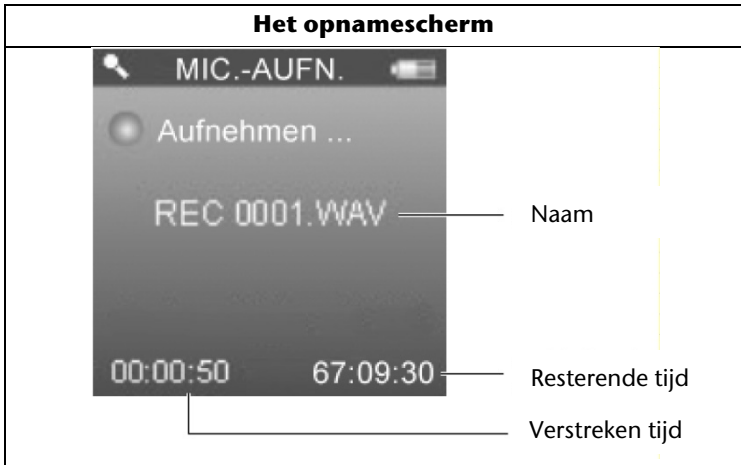 Het opnamescherm
MIC.-AUFN.
Aufnehmen ...
REC 0001.WAV
Naam
00:00:50 67:09:30
Resterende tijd
Verstreken tijd